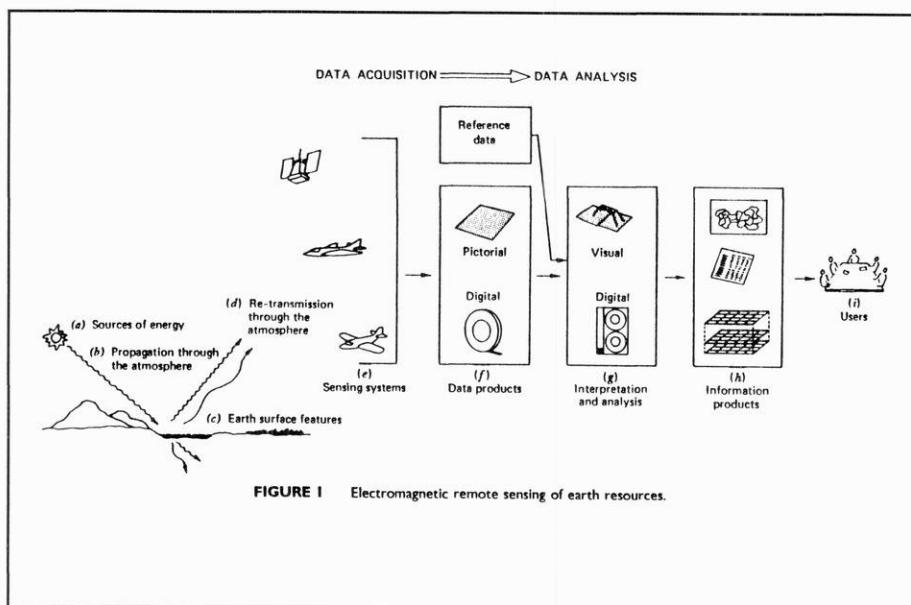 DATA ACQUISITION DATA ANALYSIS
Reference
data
Pictorial
Digital
Visual
Digital
(a) Sources of energy
(b) Propagation through
the atmosphere
(c) Earth surface features
(d) Re-transmission
through the
atmosphere
(e)
Sensing systems
(f)
Data products
(g)
Interpretation
and analysis
(h)
Information
products
(i)
Users
FIGURE 1 Electromagnetic remote sensing of earth resources.